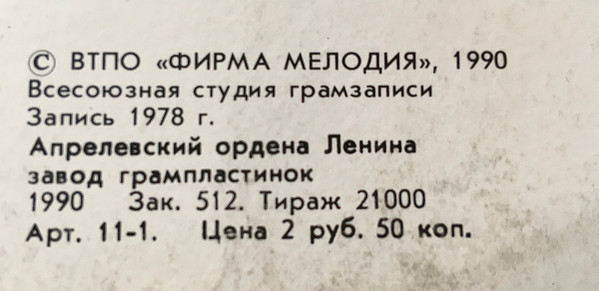 © ВТПО «ФИРМА МЕЛОДИЯ», 1990
Всесоюзная студия грамзаписи
Запись 1978 г.
Апрелевский ордена Ленина
завод грампластинок
1990 Зак. 512. Тираж 21000
Арт. 11-1. Цена 2 руб. 50 коп.